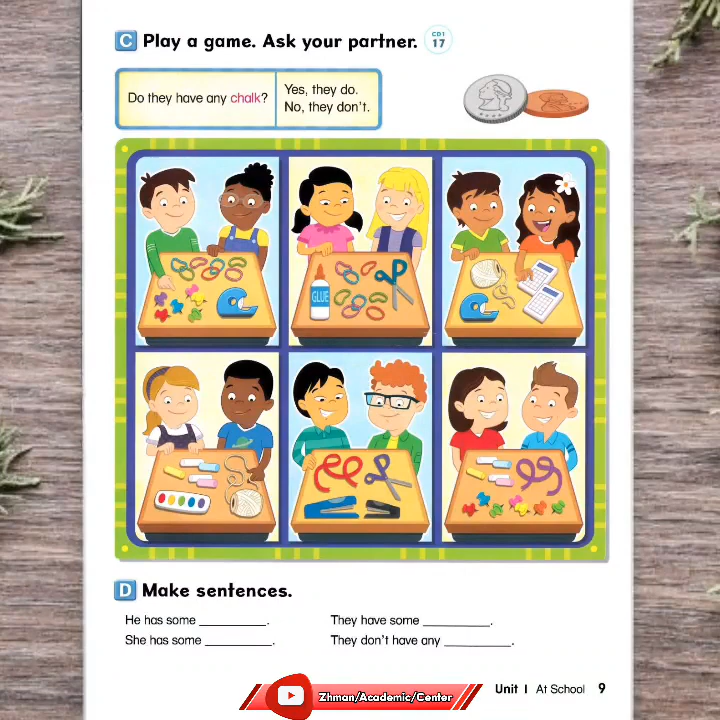 C Play a game. Ask your partner. CD1 17
Do they have any chalk?
Yes, they do.
No, they don't.
GLUE
D Make sentences.
He has some __________.
They have some __________.
She has some __________.
They don't have any __________.
Unit 1 At School 9
Zhman/Academic/Center